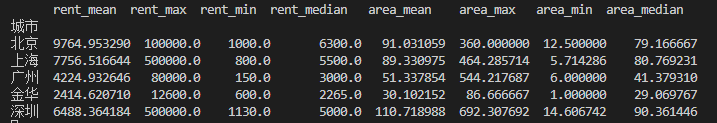 rent_mean rent_max rent_min rent_median area_mean area_max area_min area_median
城市
北京 9764.953290 100000.0 1000.0 6300.0 91.031059 360.000000 12.500000 79.166667
上海 7756.516644 500000.0 800.0 5500.0 89.330975 464.285714 5.714286 80.769231
广州 4224.932646 80000.0 150.0 3000.0 51.337854 544.217687 6.000000 41.379310
金华 2414.620710 12600.0 600.0 2265.0 30.102152 86.666667 1.000000 29.069767
深圳 6488.364184 500000.0 1130.0 5000.0 110.718988 692.307692 14.606742 90.361446